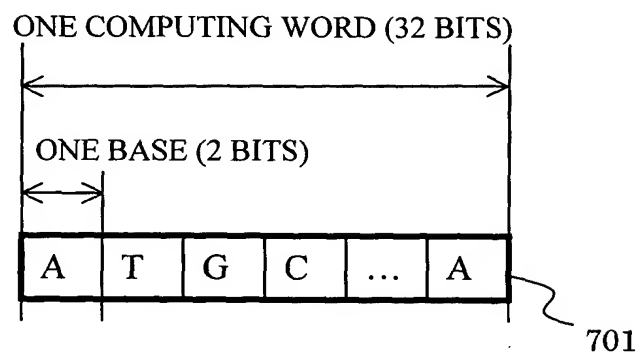 ONE COMPUTING WORD (32 BITS)
ONE BASE (2 BITS)
A T G C ... A
701